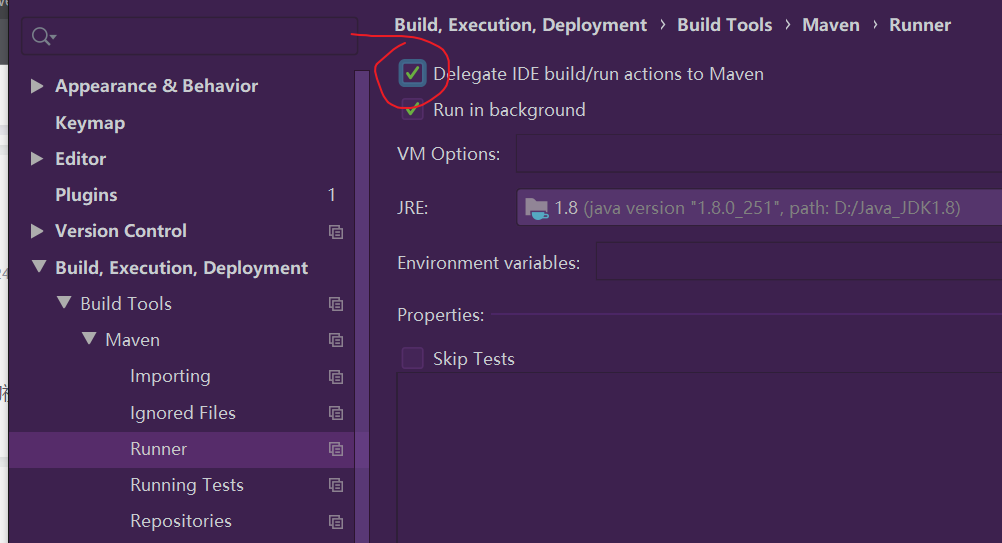 Appearance & Behavior
Keymap
Editor
Plugins 1
Version Control
Build, Execution, Deployment
Build Tools
Maven
Importing
Ignored Files
Runner
Running Tests
Repositories
Build, Execution, Deployment › Build Tools › Maven › Runner
Delegate IDE build/run actions to Maven
Run in background
VM Options:
JRE: 1.8 (java version "1.8.0_251", path: D:/Java_JDK1.8)
Environment variables:
Properties:
Skip Tests